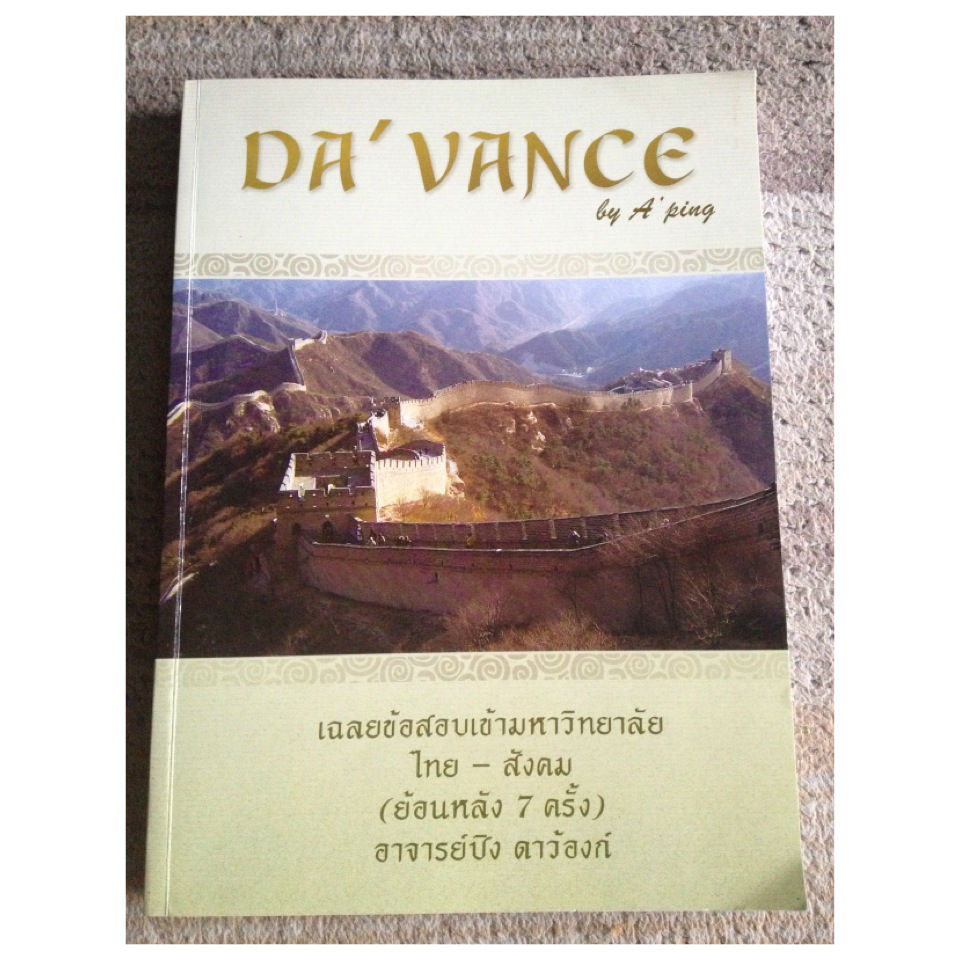 DA' VANCE
by A' ping
เฉลยข้อสอบเข้ามหาวิทยาลัย
ไทย – สังคม
(ย้อนหลัง 7 ครั้ง)
อาจารย์ปิง ดาว้องก์